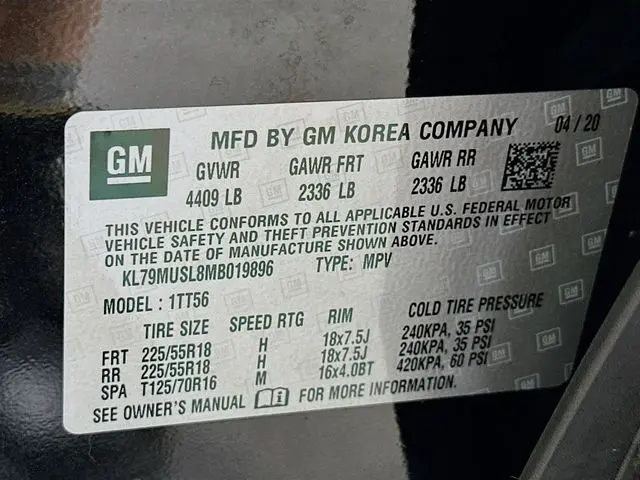 GM
MFD BY GM KOREA COMPANY 04 / 20
GVWR GAWR FRT GAWR RR
4409 LB 2336 LB 2336 LB
THIS VEHICLE CONFORMS TO ALL APPLICABLE U.S. FEDERAL MOTOR
VEHICLE SAFETY AND THEFT PREVENTION STANDARDS IN EFFECT
ON THE DATE OF MANUFACTURE SHOWN ABOVE.
KL79MUSL8MB019896 TYPE: MPV
MODEL : 1TT56
TIRE SIZE SPEED RTG RIM COLD TIRE PRESSURE
FRT 225/55R18 H 18x7.5J 240KPA, 35 PSI
RR 225/55R18 H 18x7.5J 240KPA, 35 PSI
SPA T125/70R16 M 16x4.0BT 420KPA, 60 PSI
SEE OWNER'S MANUAL FOR MORE INFORMATION.